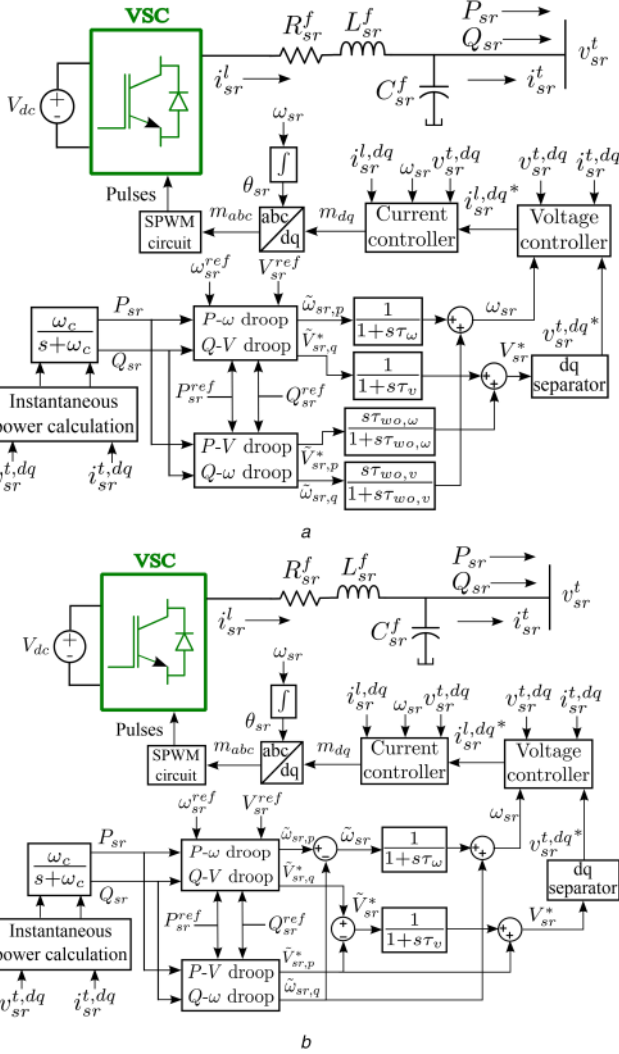 VSC
V_{dc}
R_{sr}^{f}
L_{sr}^{f}
P_{sr}
Q_{sr}
v_{sr}^{t}
i_{sr}^{l}
C_{sr}^{f}
i_{sr}^{t}
ω_{sr}
∫
θ_{sr}
i_{sr}^{l,dq}
ω_{sr}
v_{sr}^{t,dq}
i_{sr}^{l,dq*}
v_{sr}^{t,dq}
i_{sr}^{t,dq}
Pulses
SPWM
circuit
m_{abc}
abc
dq
m_{dq}
Current
controller
Voltage
controller
ω_{sr}^{ref}
V_{sr}^{ref}
P_{sr}
ω_c
s+ω_c
Q_{sr}
P-ω droop
Q-V droop
ω̃_{sr,p}
Ṽ_{sr,q}^{*}
1
1+sτ_ω
ω_{sr}
1
1+sτ_v
V_{sr}^{*}
v_{sr}^{t,dq*}
dq
separator
Instantaneous
power calculation
P_{sr}^{ref}
Q_{sr}^{ref}
P-V droop
Q-ω droop
Ṽ_{sr,p}^{*}
ω̃_{sr,q}
sτ_{wo,ω}
1+sτ_{wo,ω}
sτ_{wo,v}
1+sτ_{wo,v}
v_{sr}^{t,dq}
i_{sr}^{t,dq}
a
VSC
V_{dc}
R_{sr}^{f}
L_{sr}^{f}
P_{sr}
Q_{sr}
v_{sr}^{t}
i_{sr}^{l}
C_{sr}^{f}
i_{sr}^{t}
ω_{sr}
∫
θ_{sr}
i_{sr}^{l,dq}
ω_{sr}
v_{sr}^{t,dq}
i_{sr}^{l,dq*}
v_{sr}^{t,dq}
i_{sr}^{t,dq}
Pulses
SPWM
circuit
m_{abc}
abc
dq
m_{dq}
Current
controller
Voltage
controller
ω_{sr}^{ref}
V_{sr}^{ref}
P_{sr}
ω_c
s+ω_c
Q_{sr}
P-ω droop
Q-V droop
ω̃_{sr,p}
Ṽ_{sr,q}^{*}
ω̃_{sr}
1
1+sτ_ω
ω_{sr}
Ṽ_{sr}^{*}
1
1+sτ_v
V_{sr}^{*}
v_{sr}^{t,dq*}
dq
separator
Instantaneous
power calculation
P_{sr}^{ref}
Q_{sr}^{ref}
P-V droop
Q-ω droop
Ṽ_{sr,p}^{*}
ω̃_{sr,q}
v_{sr}^{t,dq}
i_{sr}^{t,dq}
b